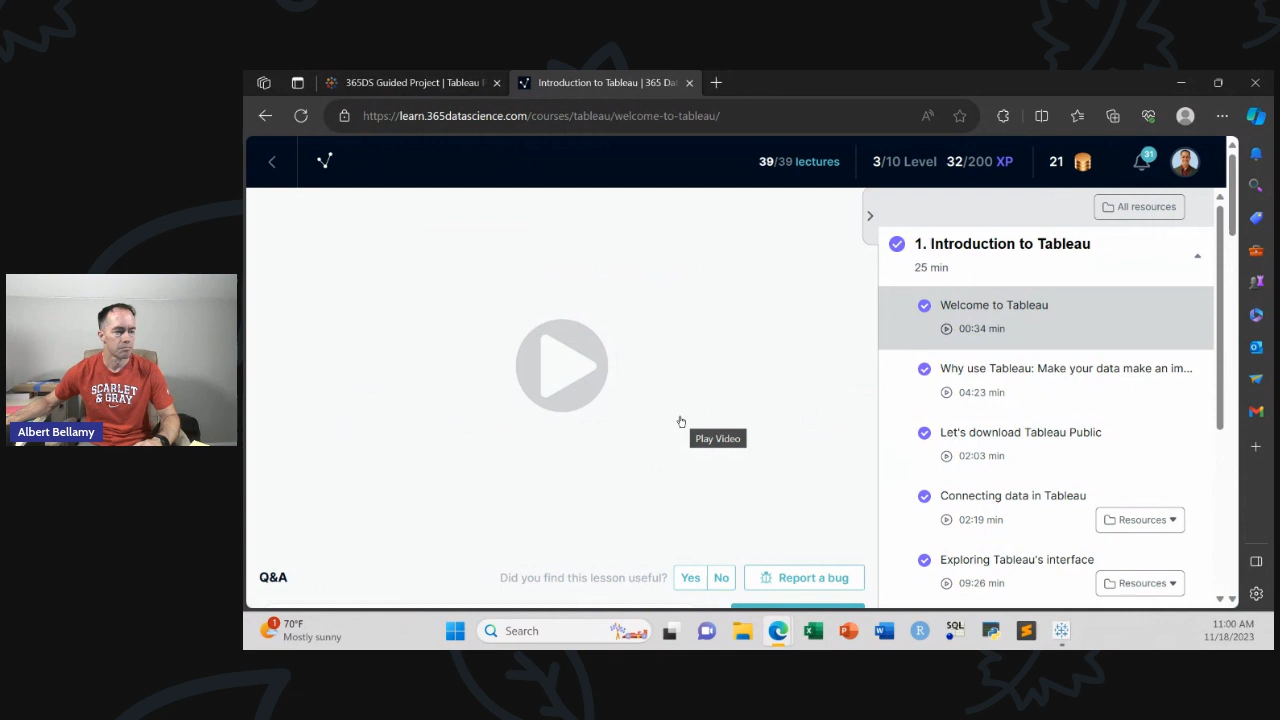 365DS Guided Project | Tableau
Introduction to Tableau | 365 Dat
https://learn.365datascience.com/courses/tableau/welcome-to-tableau/
39/39 lectures
3/10 Level 32/200 XP
21
31
All resources
1. Introduction to Tableau
25 min
Welcome to Tableau
00:34 min
Why use Tableau: Make your data make an im...
04:23 min
Let's download Tableau Public
02:03 min
Connecting data in Tableau
02:19 min
Resources
Exploring Tableau's interface
09:26 min
Resources
Play Video
SCARLET
& GRAY
Albert Bellamy
Q&A
Did you find this lesson useful?
Yes
No
Report a bug
1
70°F
Mostly sunny
Search
SQL
11:00 AM
11/18/2023